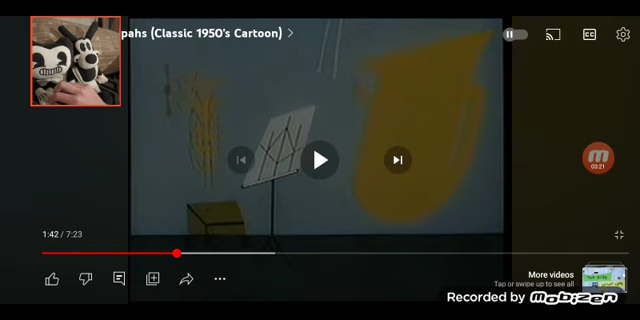 pahs (Classic 1950's Cartoon)
CC
03:21
1:42 / 7:23
More videos
Tap or swipe up to see all
Recorded by mobizen